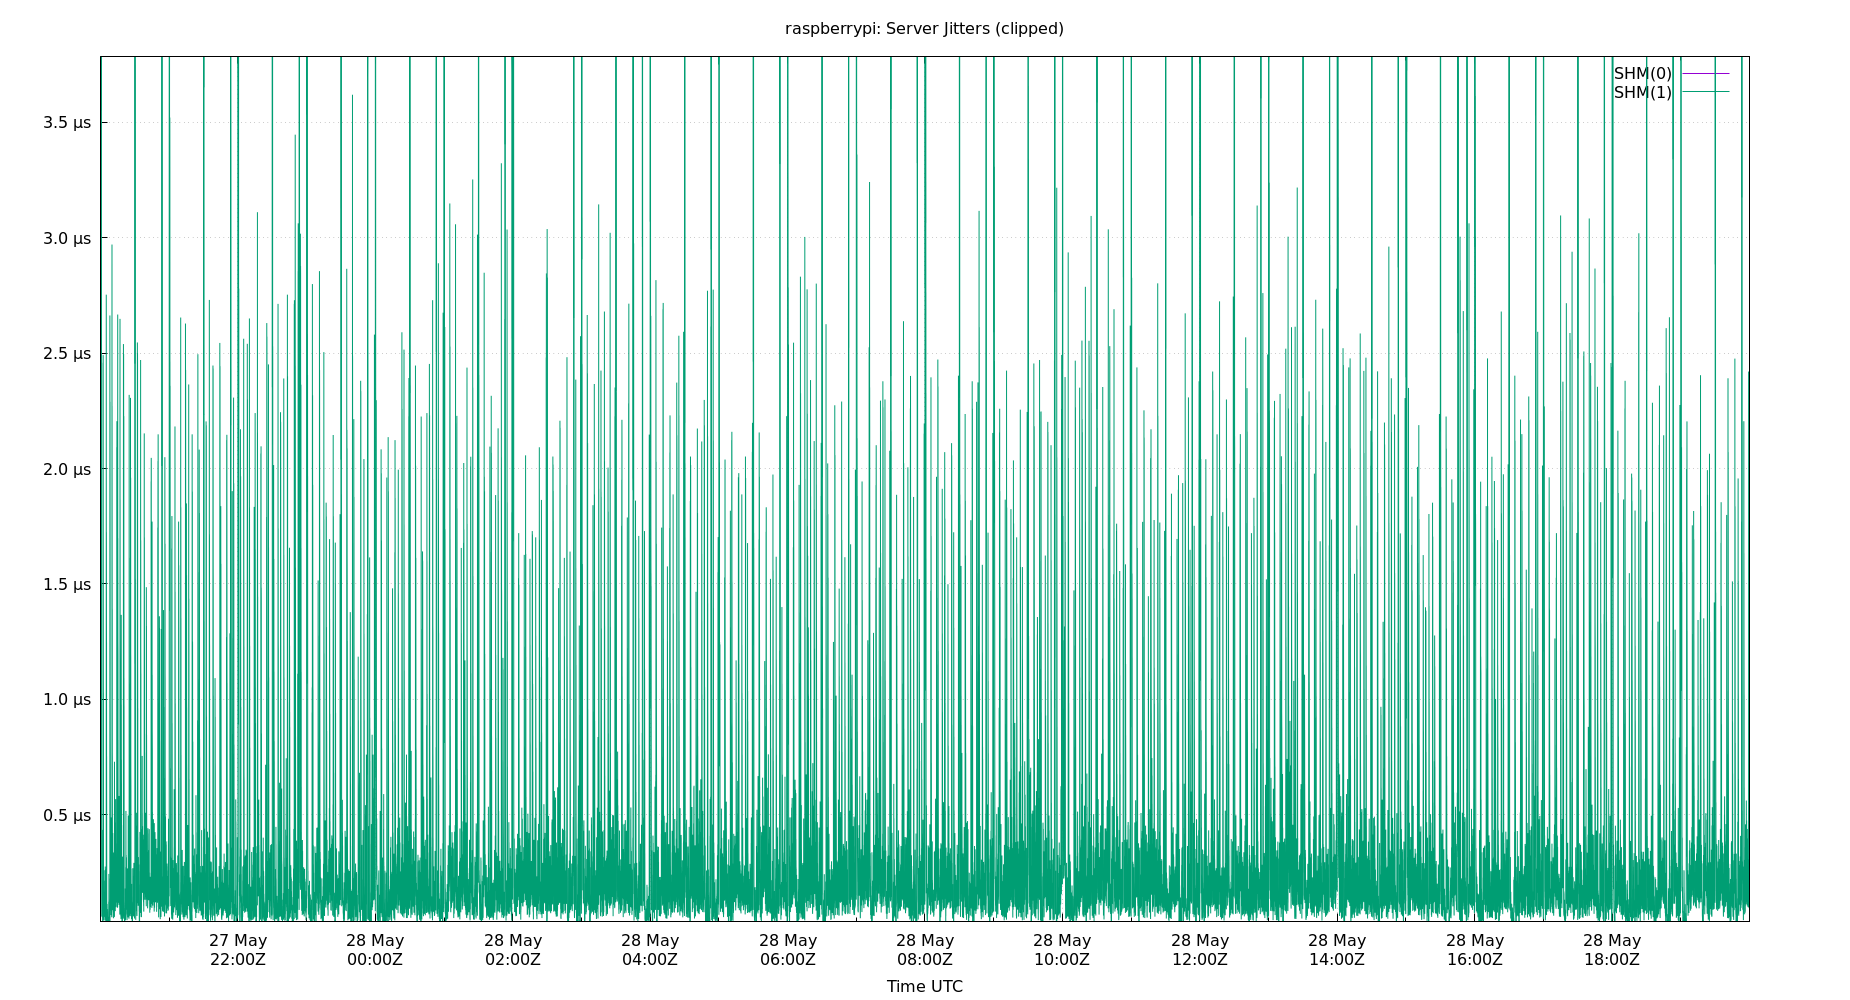 raspberrypi: Server Jitters (clipped)
SHM(0)
SHM(1)
3.5 µs
3.0 µs
2.5 µs
2.0 µs
1.5 µs
1.0 µs
0.5 µs
27 May 28 May 28 May 28 May 28 May 28 May 28 May 28 May 28 May 28 May 28 May
22:00Z 00:00Z 02:00Z 04:00Z 06:00Z 08:00Z 10:00Z 12:00Z 14:00Z 16:00Z 18:00Z
Time UTC